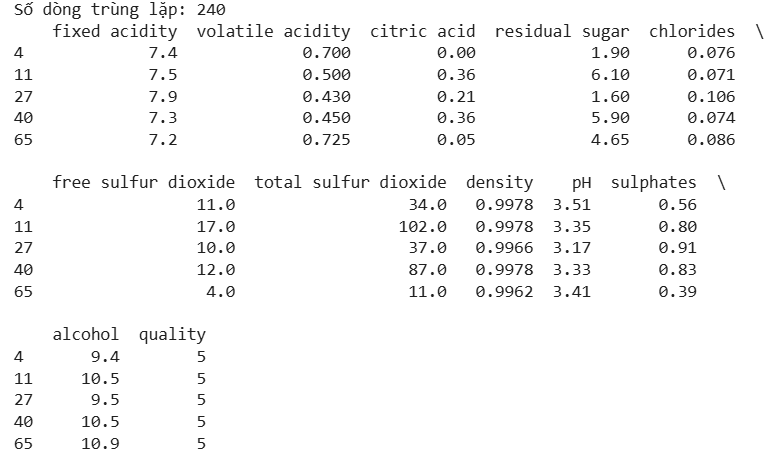 Số dòng trùng lặp: 240
    fixed acidity  volatile acidity  citric acid  residual sugar  chlorides  \
4             7.4             0.700         0.00            1.90      0.076
11            7.5             0.500         0.36            6.10      0.071
27            7.9             0.430         0.21            1.60      0.106
40            7.3             0.450         0.36            5.90      0.074
65            7.2             0.725         0.05            4.65      0.086

    free sulfur dioxide  total sulfur dioxide  density    pH  sulphates  \
4                  11.0                  34.0   0.9978  3.51       0.56
11                 17.0                 102.0   0.9978  3.35       0.80
27                 10.0                  37.0   0.9966  3.17       0.91
40                 12.0                  87.0   0.9978  3.33       0.83
65                  4.0                  11.0   0.9962  3.41       0.39

    alcohol  quality
4       9.4        5
11     10.5        5
27      9.5        5
40     10.5        5
65     10.9        5